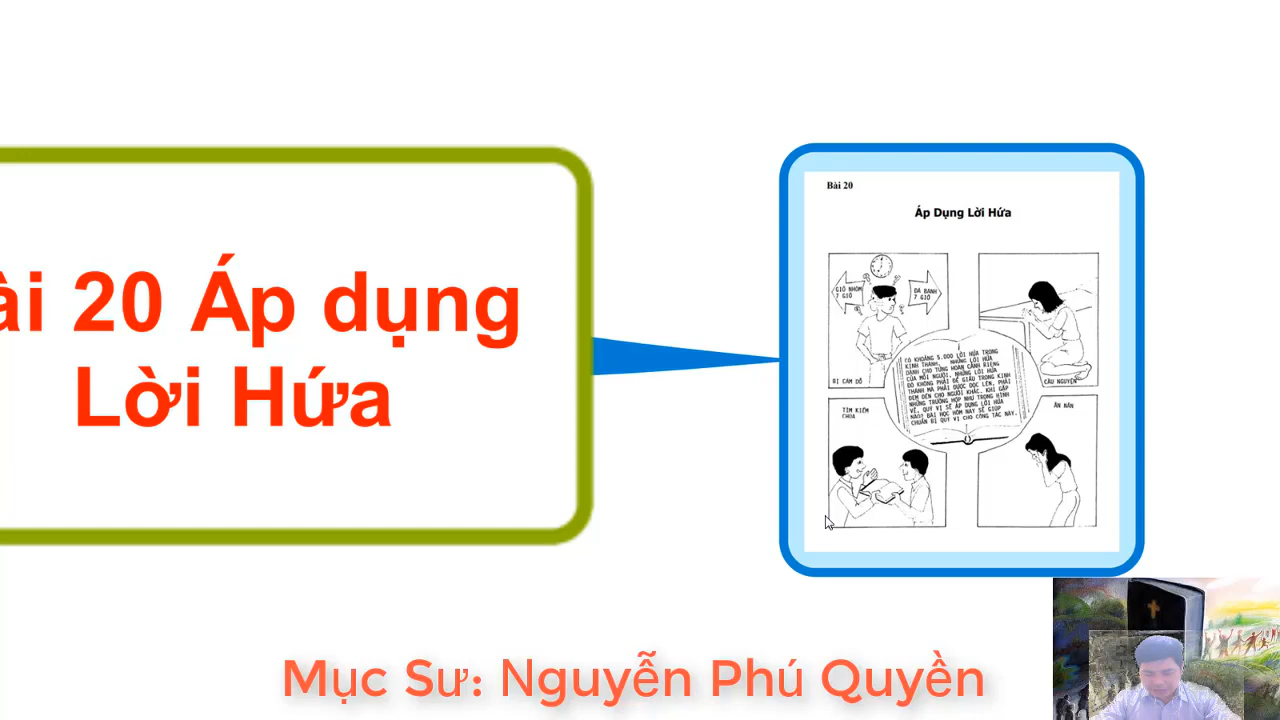 ài 20 Áp dụng
Lời Hứa
Bài 20
Áp Dụng Lời Hứa
GIỜ NHÓM
7 GIỜ
ĐÁ BANH
7 GIỜ
BỊ CÁM DỖ
CẦU NGUYỆN
CÓ KHOẢNG 5.000 LỜI HỨA TRONG
KINH THÁNH. NHỮNG LỜI HỨA
DÀNH CHO TỪNG HOÀN CẢNH RIÊNG
CỦA MỖI NGƯỜI. NHỮNG LỜI HỨA
ĐÓ KHÔNG PHẢI ĐỂ GIẤU TRONG KINH
THÁNH MÀ PHẢI ĐƯỢC ĐỌC LÊN, PHẢI
ĐEM ĐẾN CHO NGƯỜI KHÁC. KHI GẶP
NHỮNG TRƯỜNG HỢP NHƯ TRONG HÌNH
VẼ, QUÝ VỊ SẼ ÁP DỤNG LỜI HỨA
NÀO? BÀI HỌC HÔM NAY SẼ GIÚP
CHUẨN BỊ QUÝ VỊ CHO CÔNG TÁC NÀY.
TÌM KIẾM
CHÚA
ĂN NĂN
Mục Sư: Nguyễn Phú Quyền